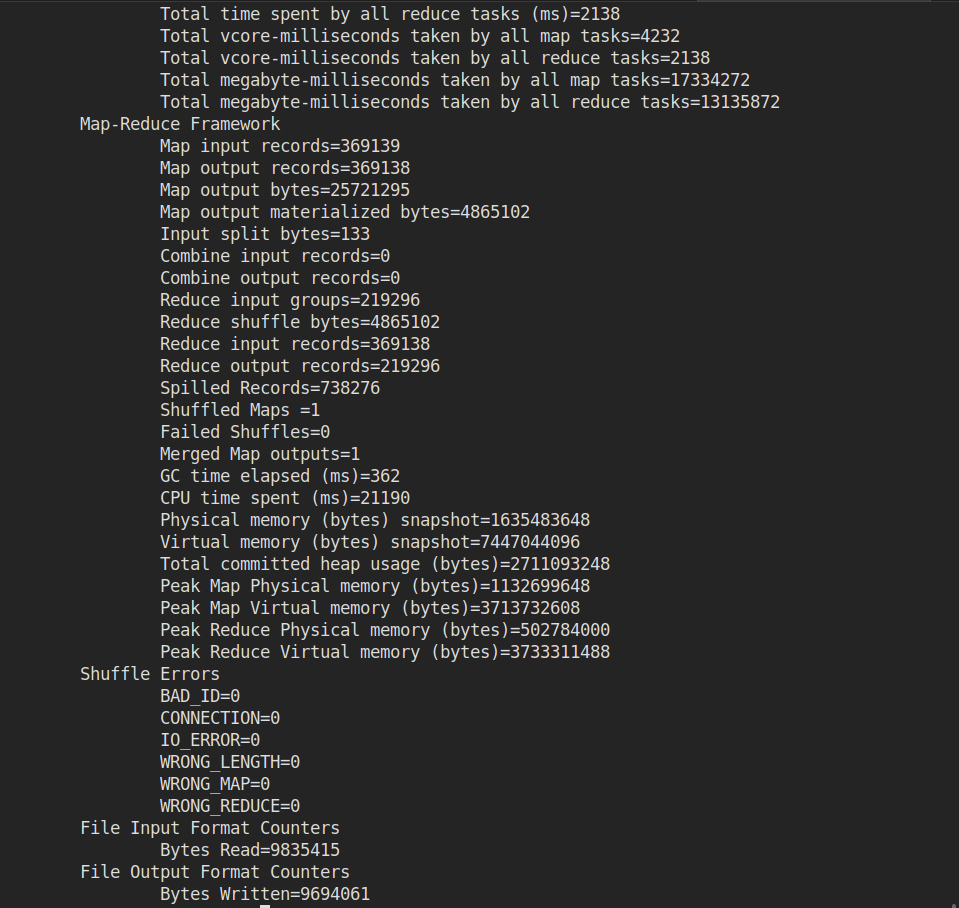 Total time spent by all reduce tasks (ms)=2138
Total vcore-milliseconds taken by all map tasks=4232
Total vcore-milliseconds taken by all reduce tasks=2138
Total megabyte-milliseconds taken by all map tasks=17334272
Total megabyte-milliseconds taken by all reduce tasks=13135872
Map-Reduce Framework
Map input records=369139
Map output records=369138
Map output bytes=25721295
Map output materialized bytes=4865102
Input split bytes=133
Combine input records=0
Combine output records=0
Reduce input groups=219296
Reduce shuffle bytes=4865102
Reduce input records=369138
Reduce output records=219296
Spilled Records=738276
Shuffled Maps =1
Failed Shuffles=0
Merged Map outputs=1
GC time elapsed (ms)=362
CPU time spent (ms)=21190
Physical memory (bytes) snapshot=1635483648
Virtual memory (bytes) snapshot=7447044096
Total committed heap usage (bytes)=2711093248
Peak Map Physical memory (bytes)=1132699648
Peak Map Virtual memory (bytes)=3713732608
Peak Reduce Physical memory (bytes)=502784000
Peak Reduce Virtual memory (bytes)=3733311488
Shuffle Errors
BAD_ID=0
CONNECTION=0
IO_ERROR=0
WRONG_LENGTH=0
WRONG_MAP=0
WRONG_REDUCE=0
File Input Format Counters
Bytes Read=9835415
File Output Format Counters
Bytes Written=9694061